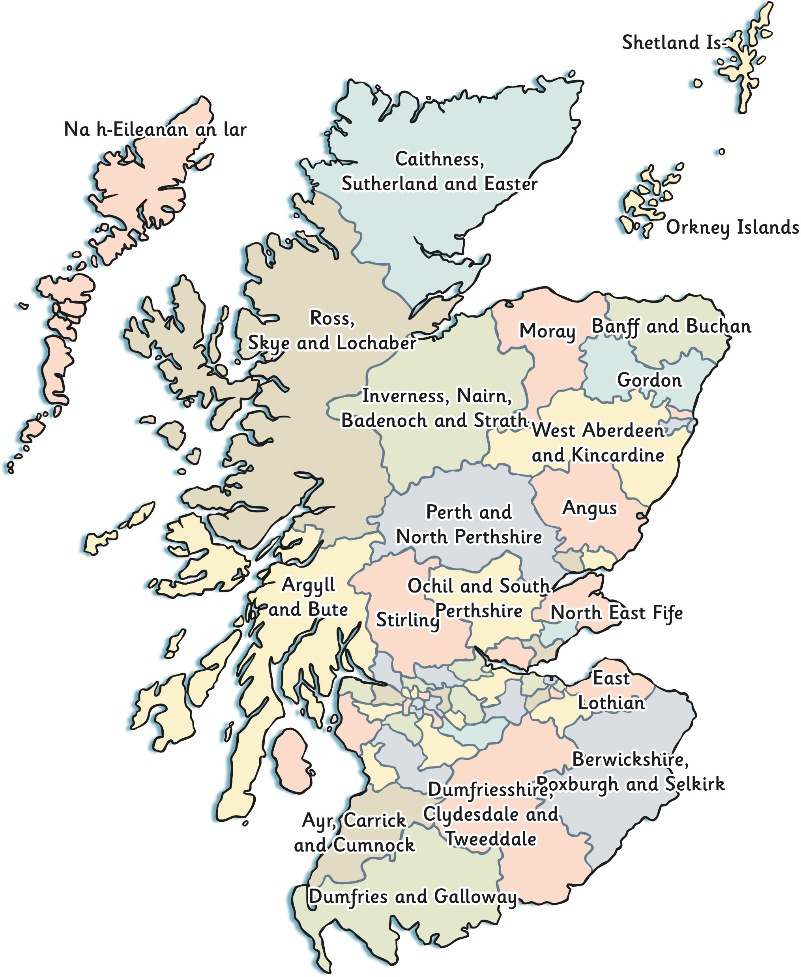 Shetland Is-
Na h-Eileanan an Iar
Caithness,
Sutherland and Easter
Orkney Islands
Ross,
Skye and Lochaber
Moray
Banff and Buchan
Gordon
Inverness, Nairn,
Badenoch and Strath
West Aberdeen
and Kincardine
Angus
Perth and
North Perthshire
Argyll
and Bute
Stirling
Ochil and South
Perthshire
North East Fife
East
Lothian
Berwickshire,
Roxburgh and Selkirk
Dumfriesshire,
Clydesdale and
Tweeddale
Ayr, Carrick
and Cumnock
Dumfries and Galloway